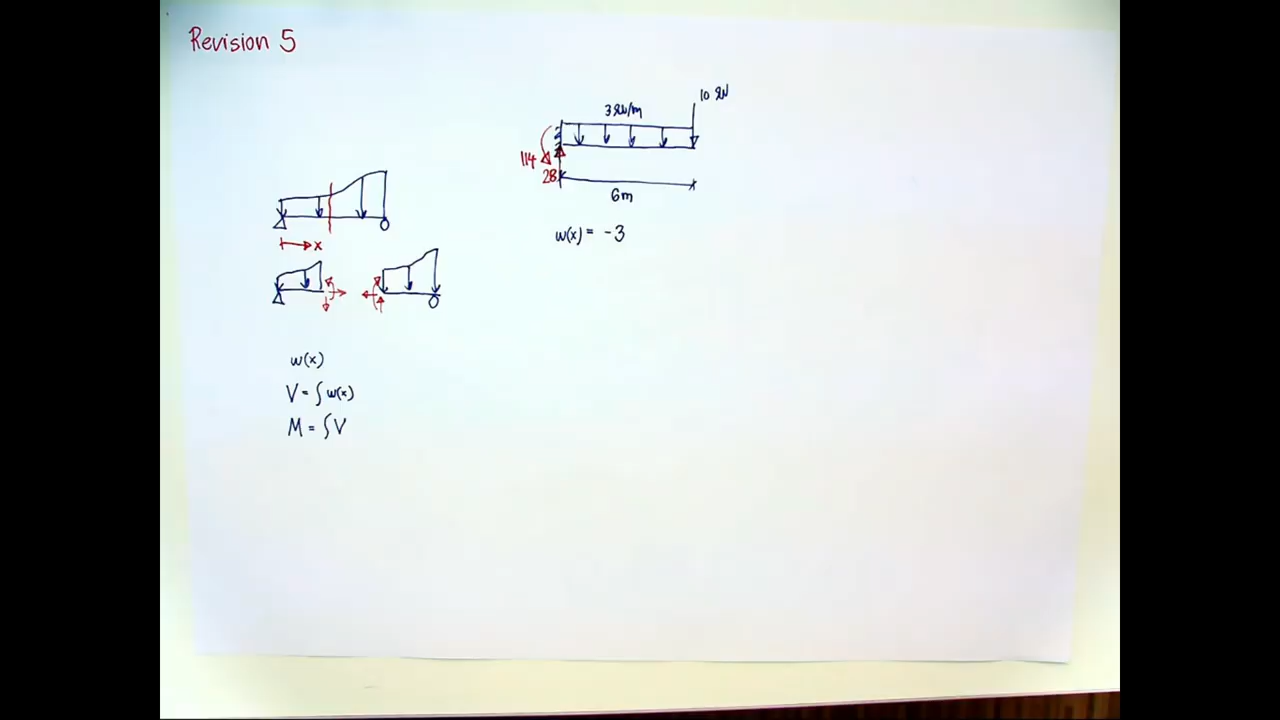 Revision 5
10 kN
3 kN/m
114
28
6m
w(x) = -3
x
w(x)
V = ∫ w(x)
M = ∫ V